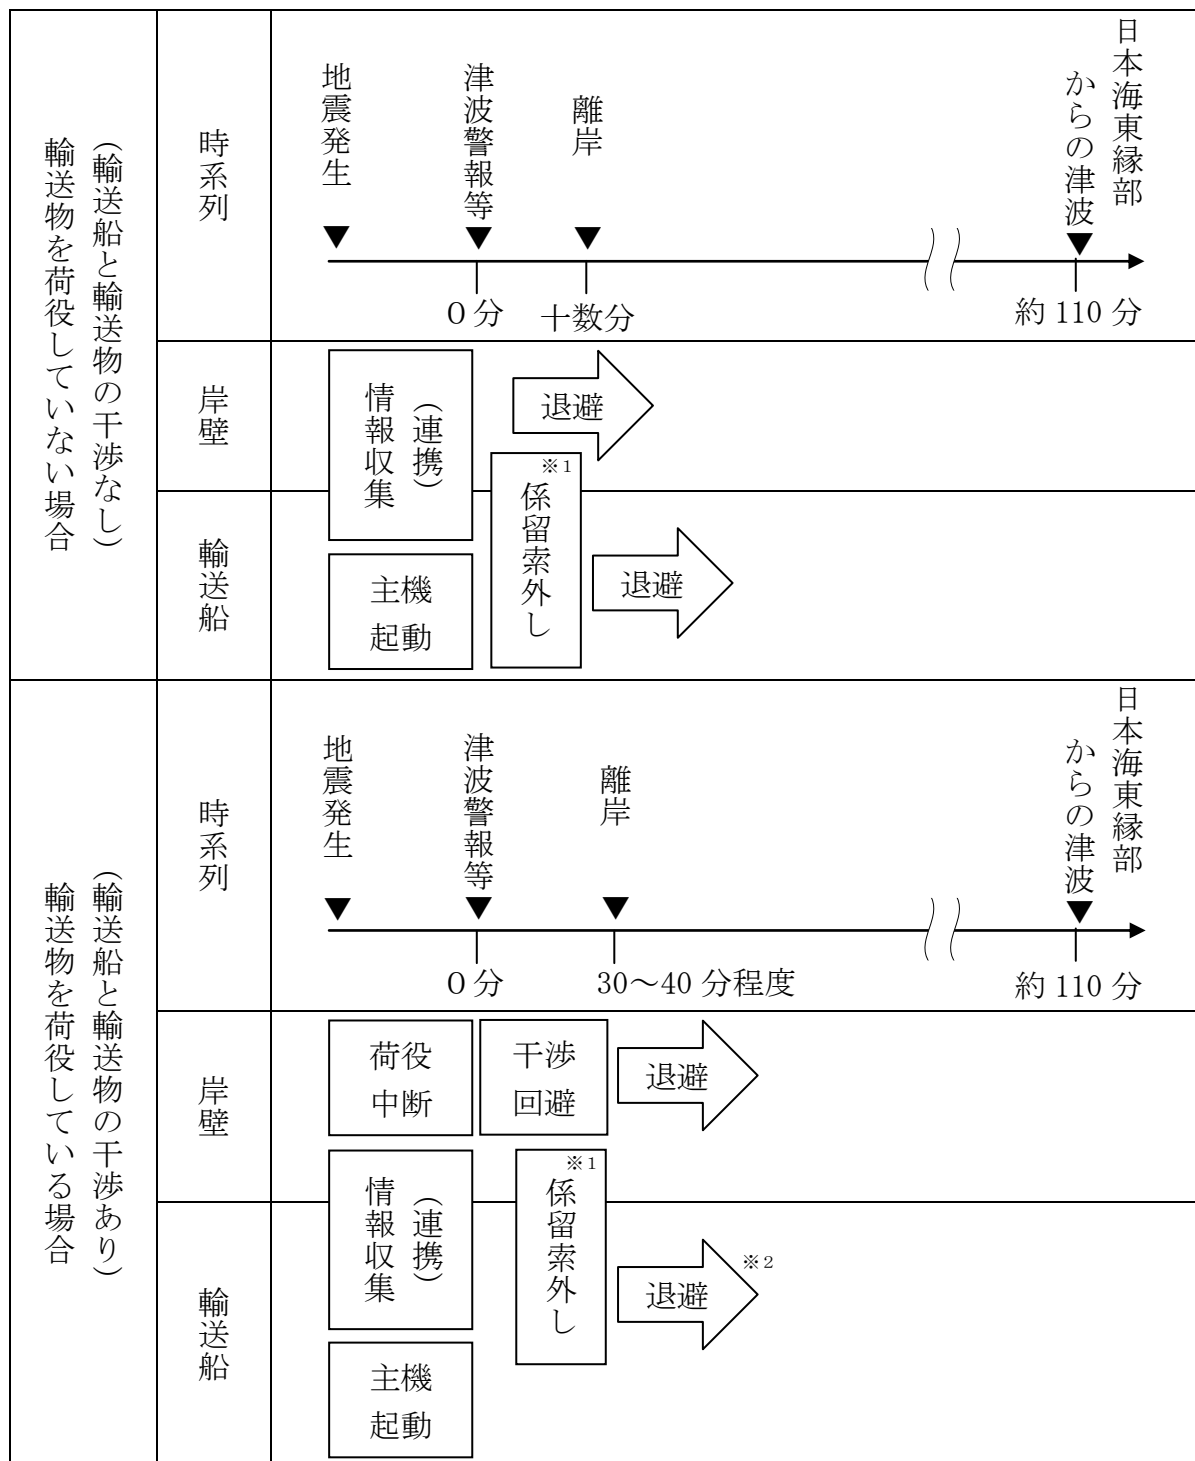 輸送物を荷役していない場合
（輸送船と輸送物の干渉なし）
時系列
地震発生
津波警報等
離岸
日本海東縁部
からの津波
0分
十数分
約110分
岸壁
情報収集
（連携）
退避
※1
係留索外し
輸送船
主機
起動
退避
輸送物を荷役している場合
（輸送船と輸送物の干渉あり）
時系列
地震発生
津波警報等
離岸
日本海東縁部
からの津波
0分
30～40分程度
約110分
岸壁
荷役
中断
干渉
回避
退避
情報収集
（連携）
※1
係留索外し
輸送船
退避
※2
主機
起動